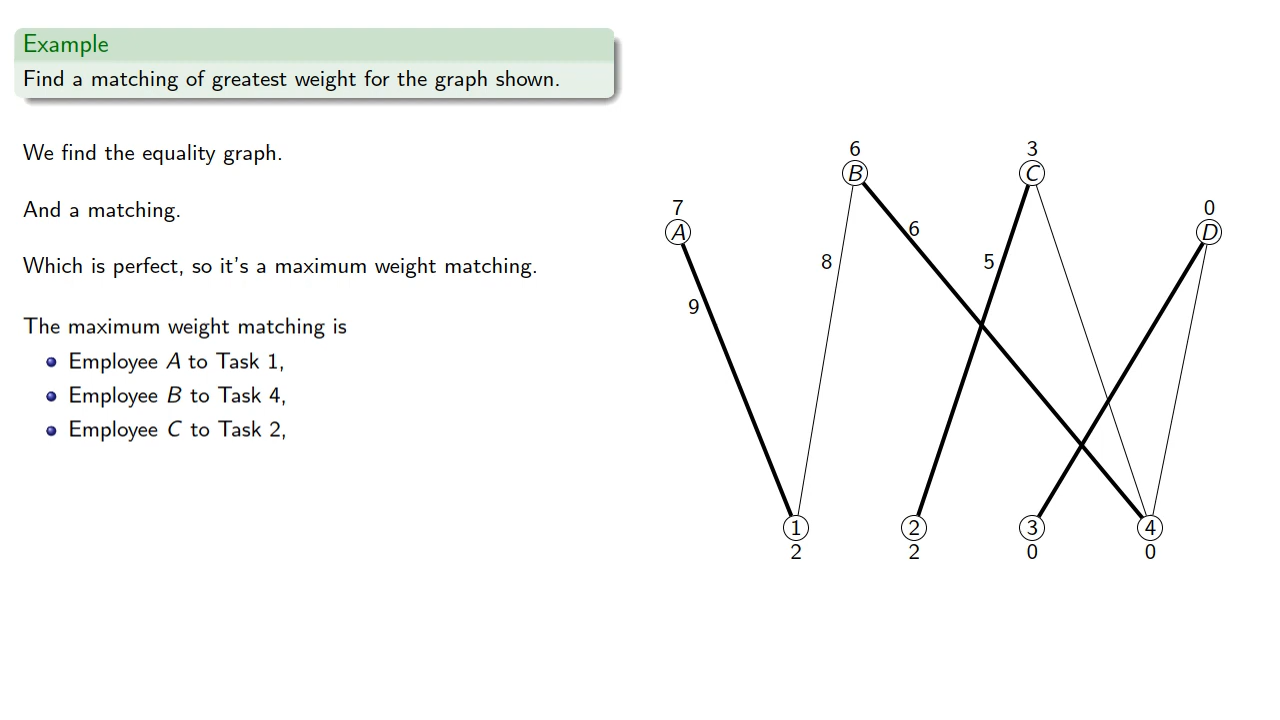 Example
Find a matching of greatest weight for the graph shown.
We find the equality graph.
And a matching.
Which is perfect, so it's a maximum weight matching.
The maximum weight matching is
Employee A to Task 1,
Employee B to Task 4,
Employee C to Task 2,
6 3
B C
7 0
A D
6
8 5
9
1 2 3 4
2 2 0 0